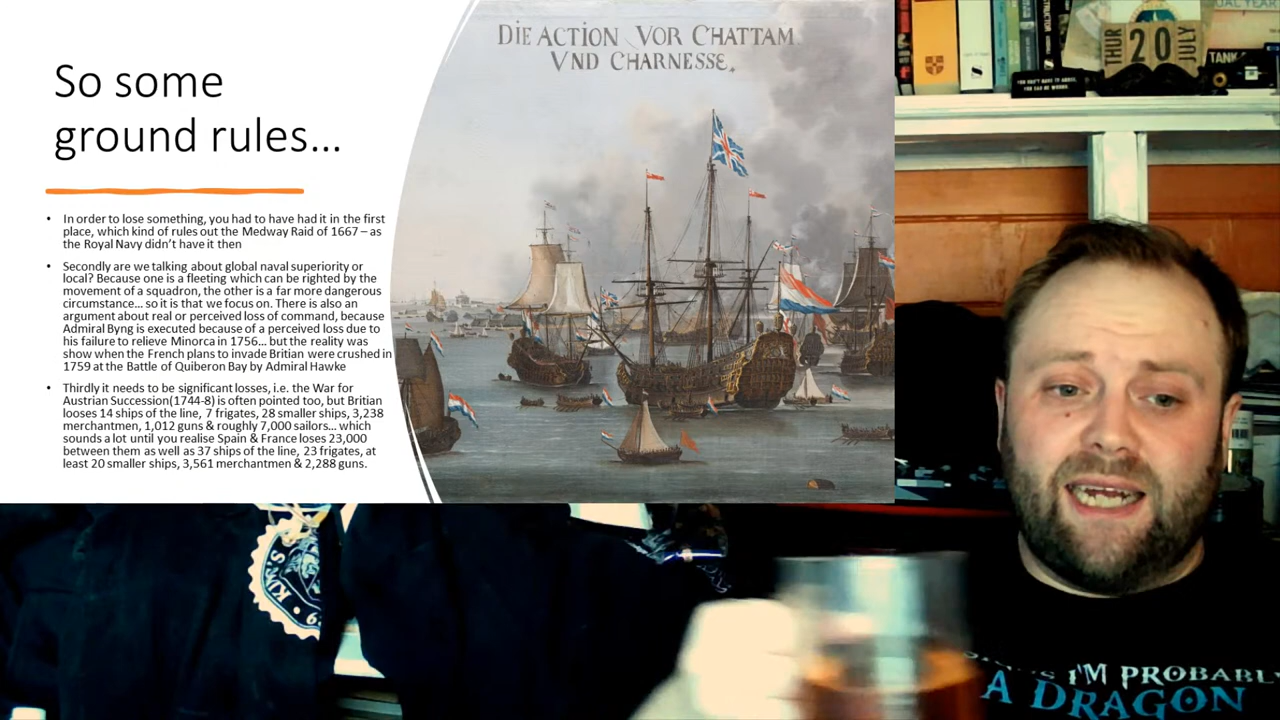 So some
ground rules...
• In order to lose something, you had to have had it in the first
place, which kind of rules out the Medway Raid of 1667 – as
the Royal Navy didn't have it then
• Secondly are we talking about global naval superiority or
local? Because one is a fleeting which can be righted by the
movement of a squadron, the other is a far more dangerous
circumstance... so it is that we focus on. There is also an
argument about real or perceived loss of command, because
Admiral Byng is executed because of a perceived loss due to
his failure to relieve Minorca in 1756... but the reality was
show when the French plans to invade Britian were crushed in
1759 at the Battle of Quiberon Bay by Admiral Hawke
• Thirdly it needs to be significant losses, i.e. the War for
Austrian Succession(1744-8) is often pointed too, but Britian
looses 14 ships of the line, 7 frigates, 28 smaller ships, 3,238
merchantmen, 1,012 guns & roughly 7,000 sailors... which
sounds a lot until you realise Spain & France loses 23,000
between them as well as 37 ships of the line, 23 frigates, at
least 20 smaller ships, 3,561 merchantmen & 2,288 guns.
DIE ACTION VOR CHATTAM
VND CHARNESSE.
THUR
20
JULY
TANK
I'M PROBABLY
A DRAGON